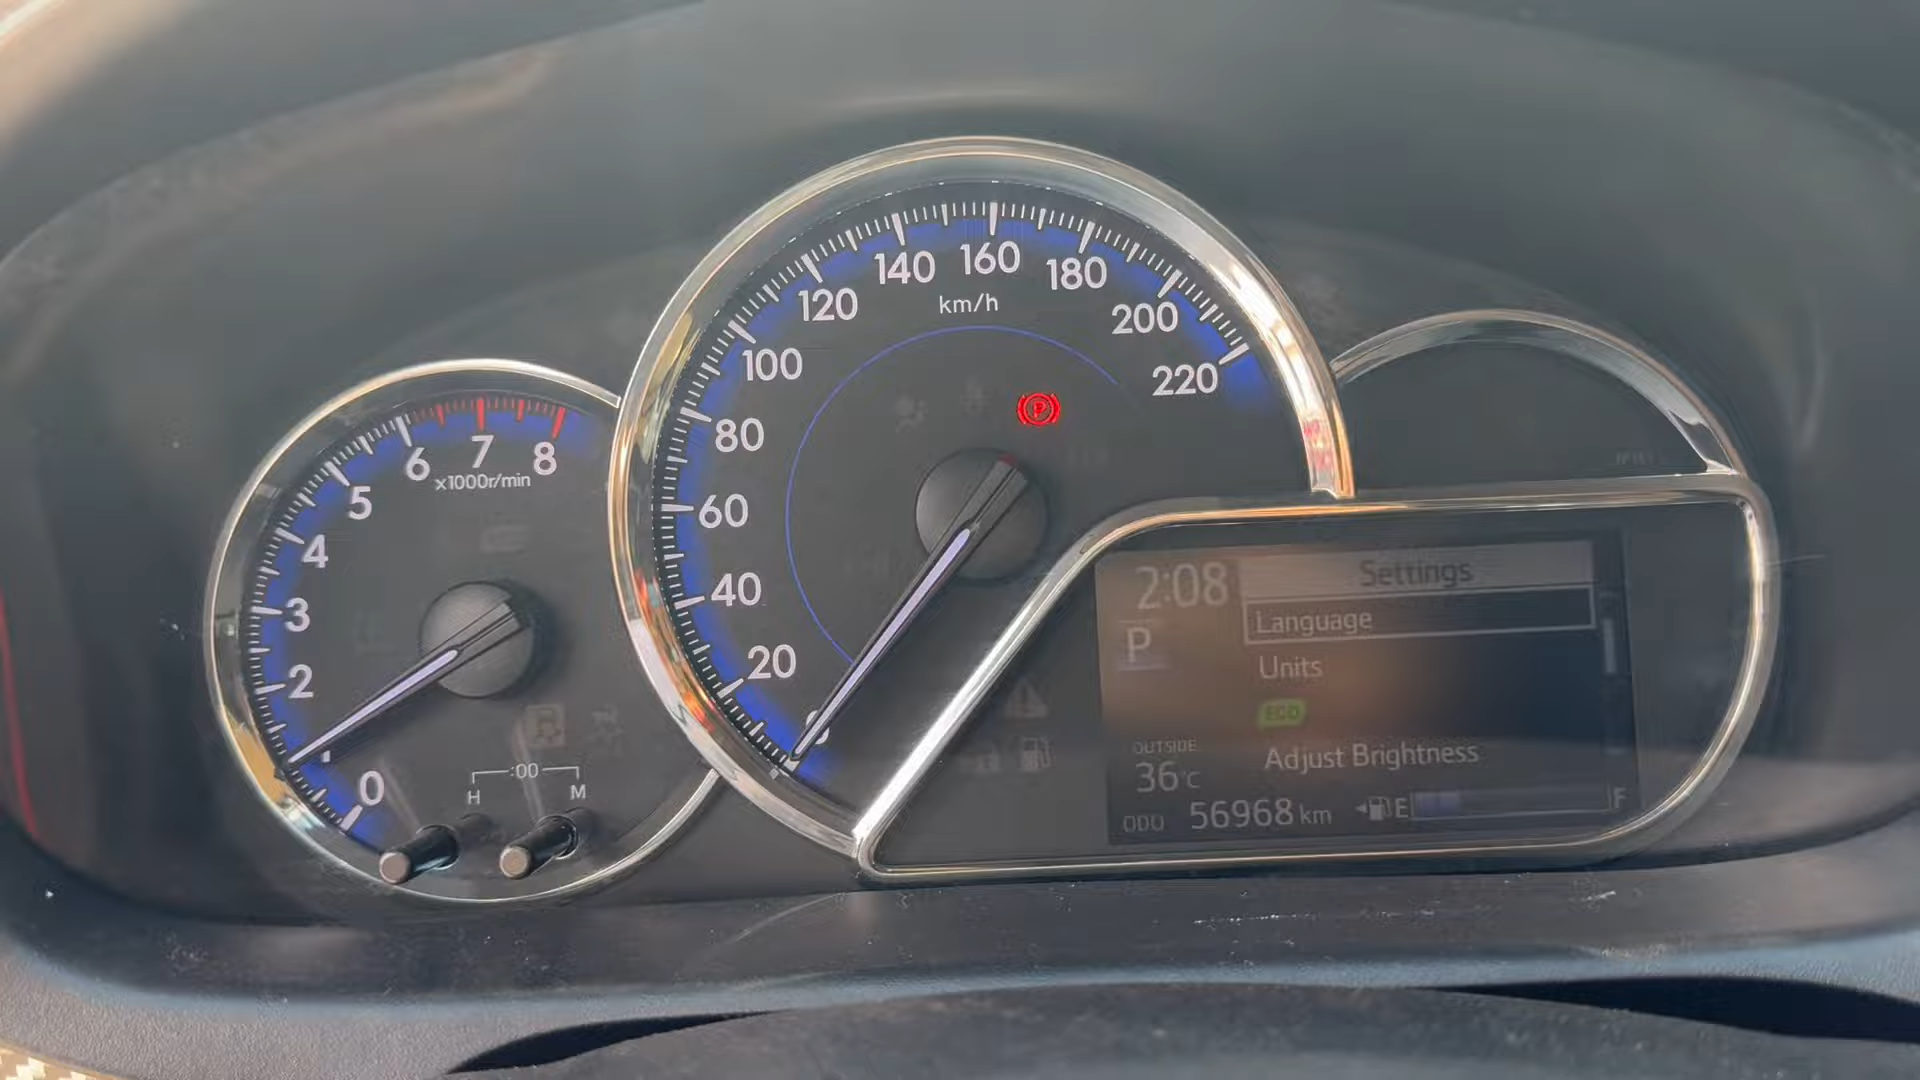 0
2
3
4
5
6
7
8
x1000r/min
:00
H M
0
20
40
60
80
100
120
140
160
180
200
220
km/h
P
2:08
P
Settings
Language
Units
ECO
Adjust Brightness
OUTSIDE
36°C
ODO 56968 km
E F